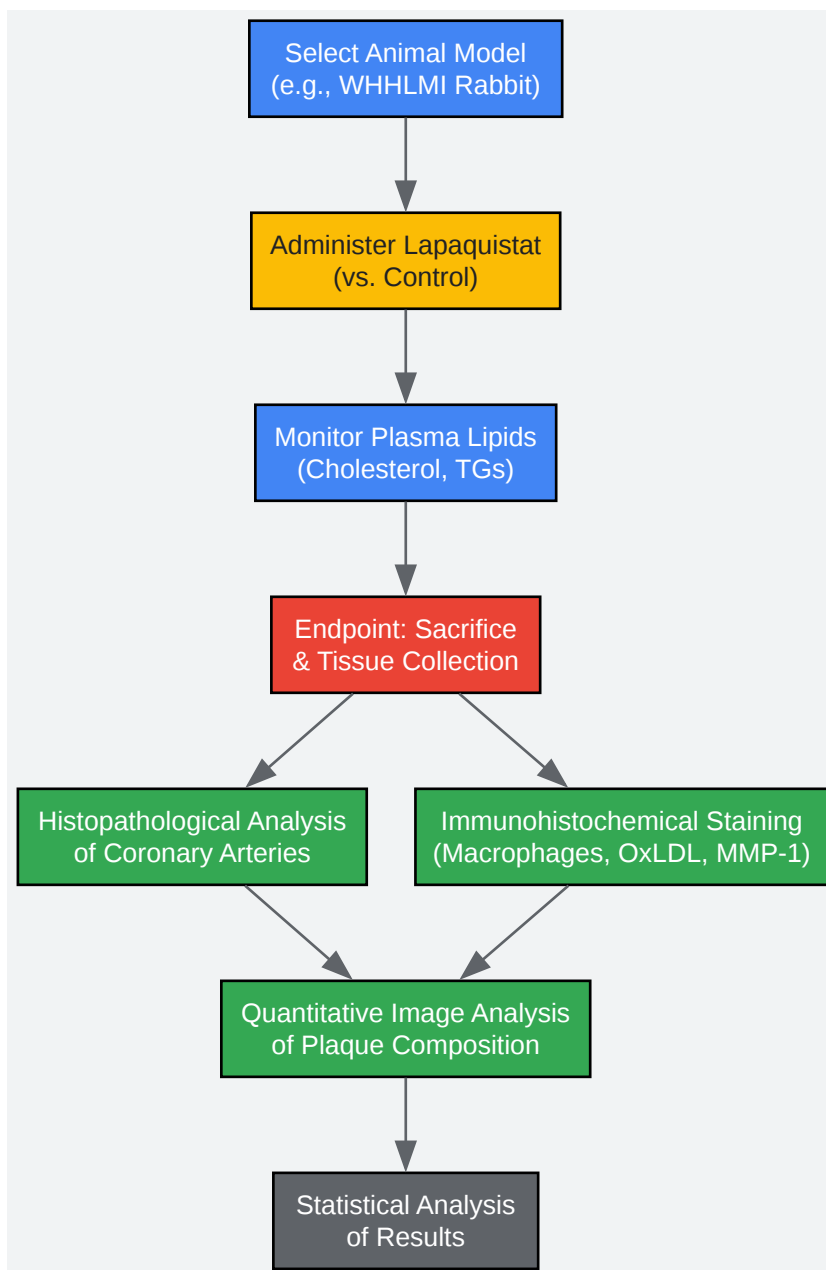 Select Animal Model
(e.g., WHHLMI Rabbit)
Administer Lapaquistat
(vs. Control)
Monitor Plasma Lipids
(Cholesterol, TGs)
Endpoint: Sacrifice
& Tissue Collection
Histopathological Analysis
of Coronary Arteries
Immunohistochemical Staining
(Macrophages, OxLDL, MMP-1)
Quantitative Image Analysis
of Plaque Composition
Statistical Analysis
of Results